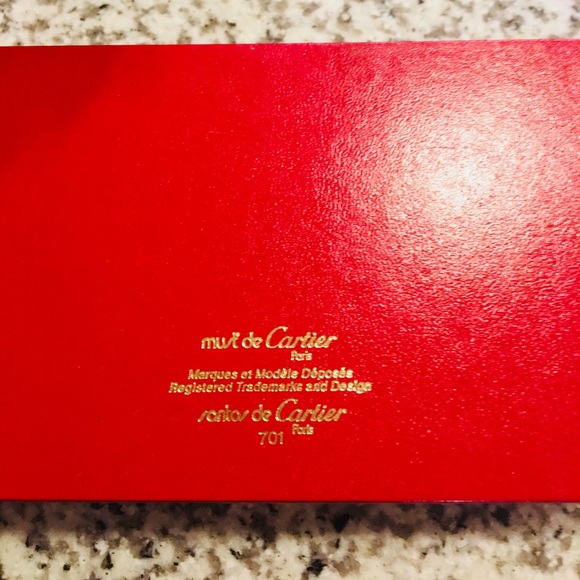 must de Cartier
Paris
Marques et Modèle Déposés
Registered Trademarks and Design
santos de Cartier
Paris
701